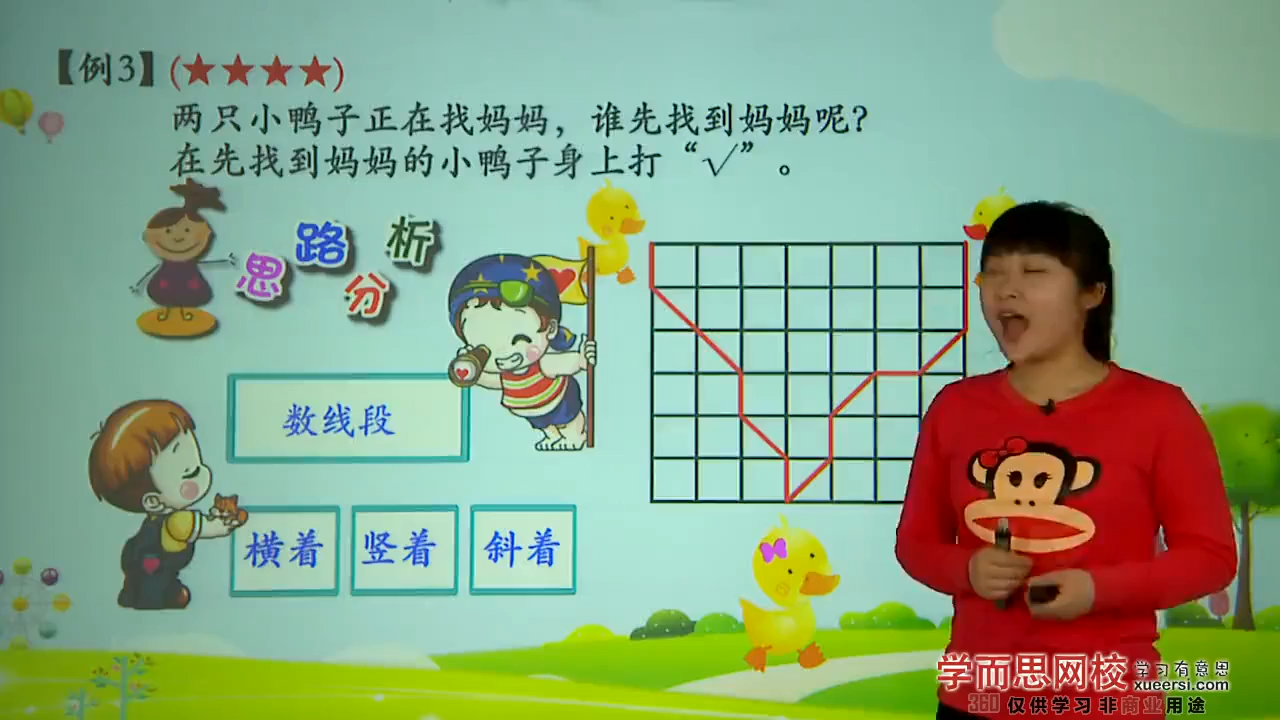 【例3】(★★★★)
两只小鸭子正在找妈妈，谁先找到妈妈呢？
在先找到妈妈的小鸭子身上打“√”。
思路分析
数线段
横着 竖着 斜着
学而思网校 学习有意思
xueersi.com
360 仅供学习 非商业用途